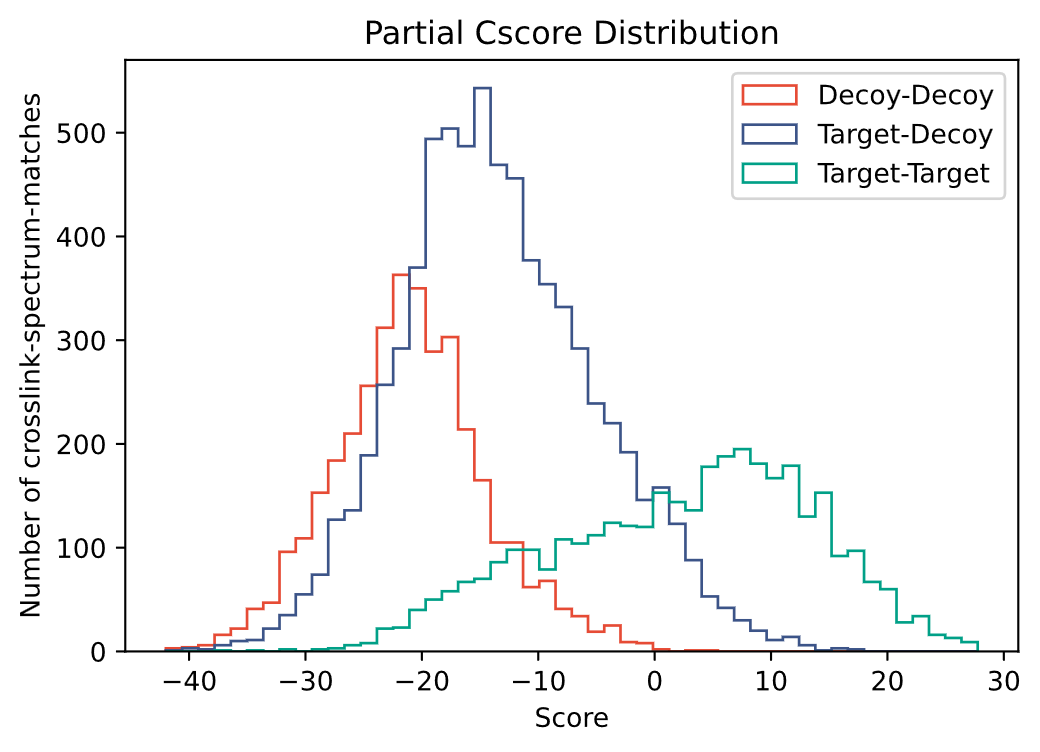 Partial Cscore Distribution
Number of crosslink-spectrum-matches
500
400
300
200
100
0
Decoy-Decoy
Target-Decoy
Target-Target
−40
−30
−20
−10
0
10
20
30
Score